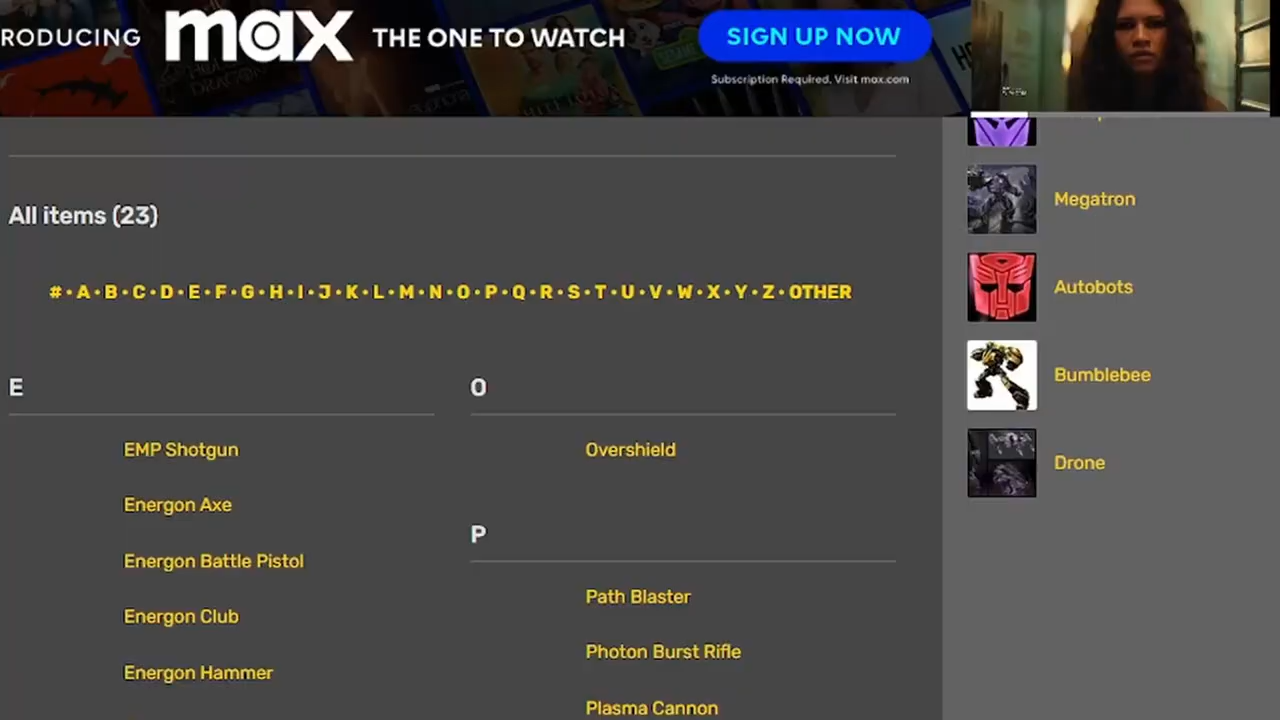 RODUCING max THE ONE TO WATCH
SIGN UP NOW
Subscription Required. Visit max.com
All items (23)
# • A • B • C • D • E • F • G • H • I • J • K • L • M • N • O • P • Q • R • S • T • U • V • W • X • Y • Z • OTHER
E
EMP Shotgun
Energon Axe
Energon Battle Pistol
Energon Club
Energon Hammer
O
Overshield
P
Path Blaster
Photon Burst Rifle
Plasma Cannon
Megatron
Autobots
Bumblebee
Drone